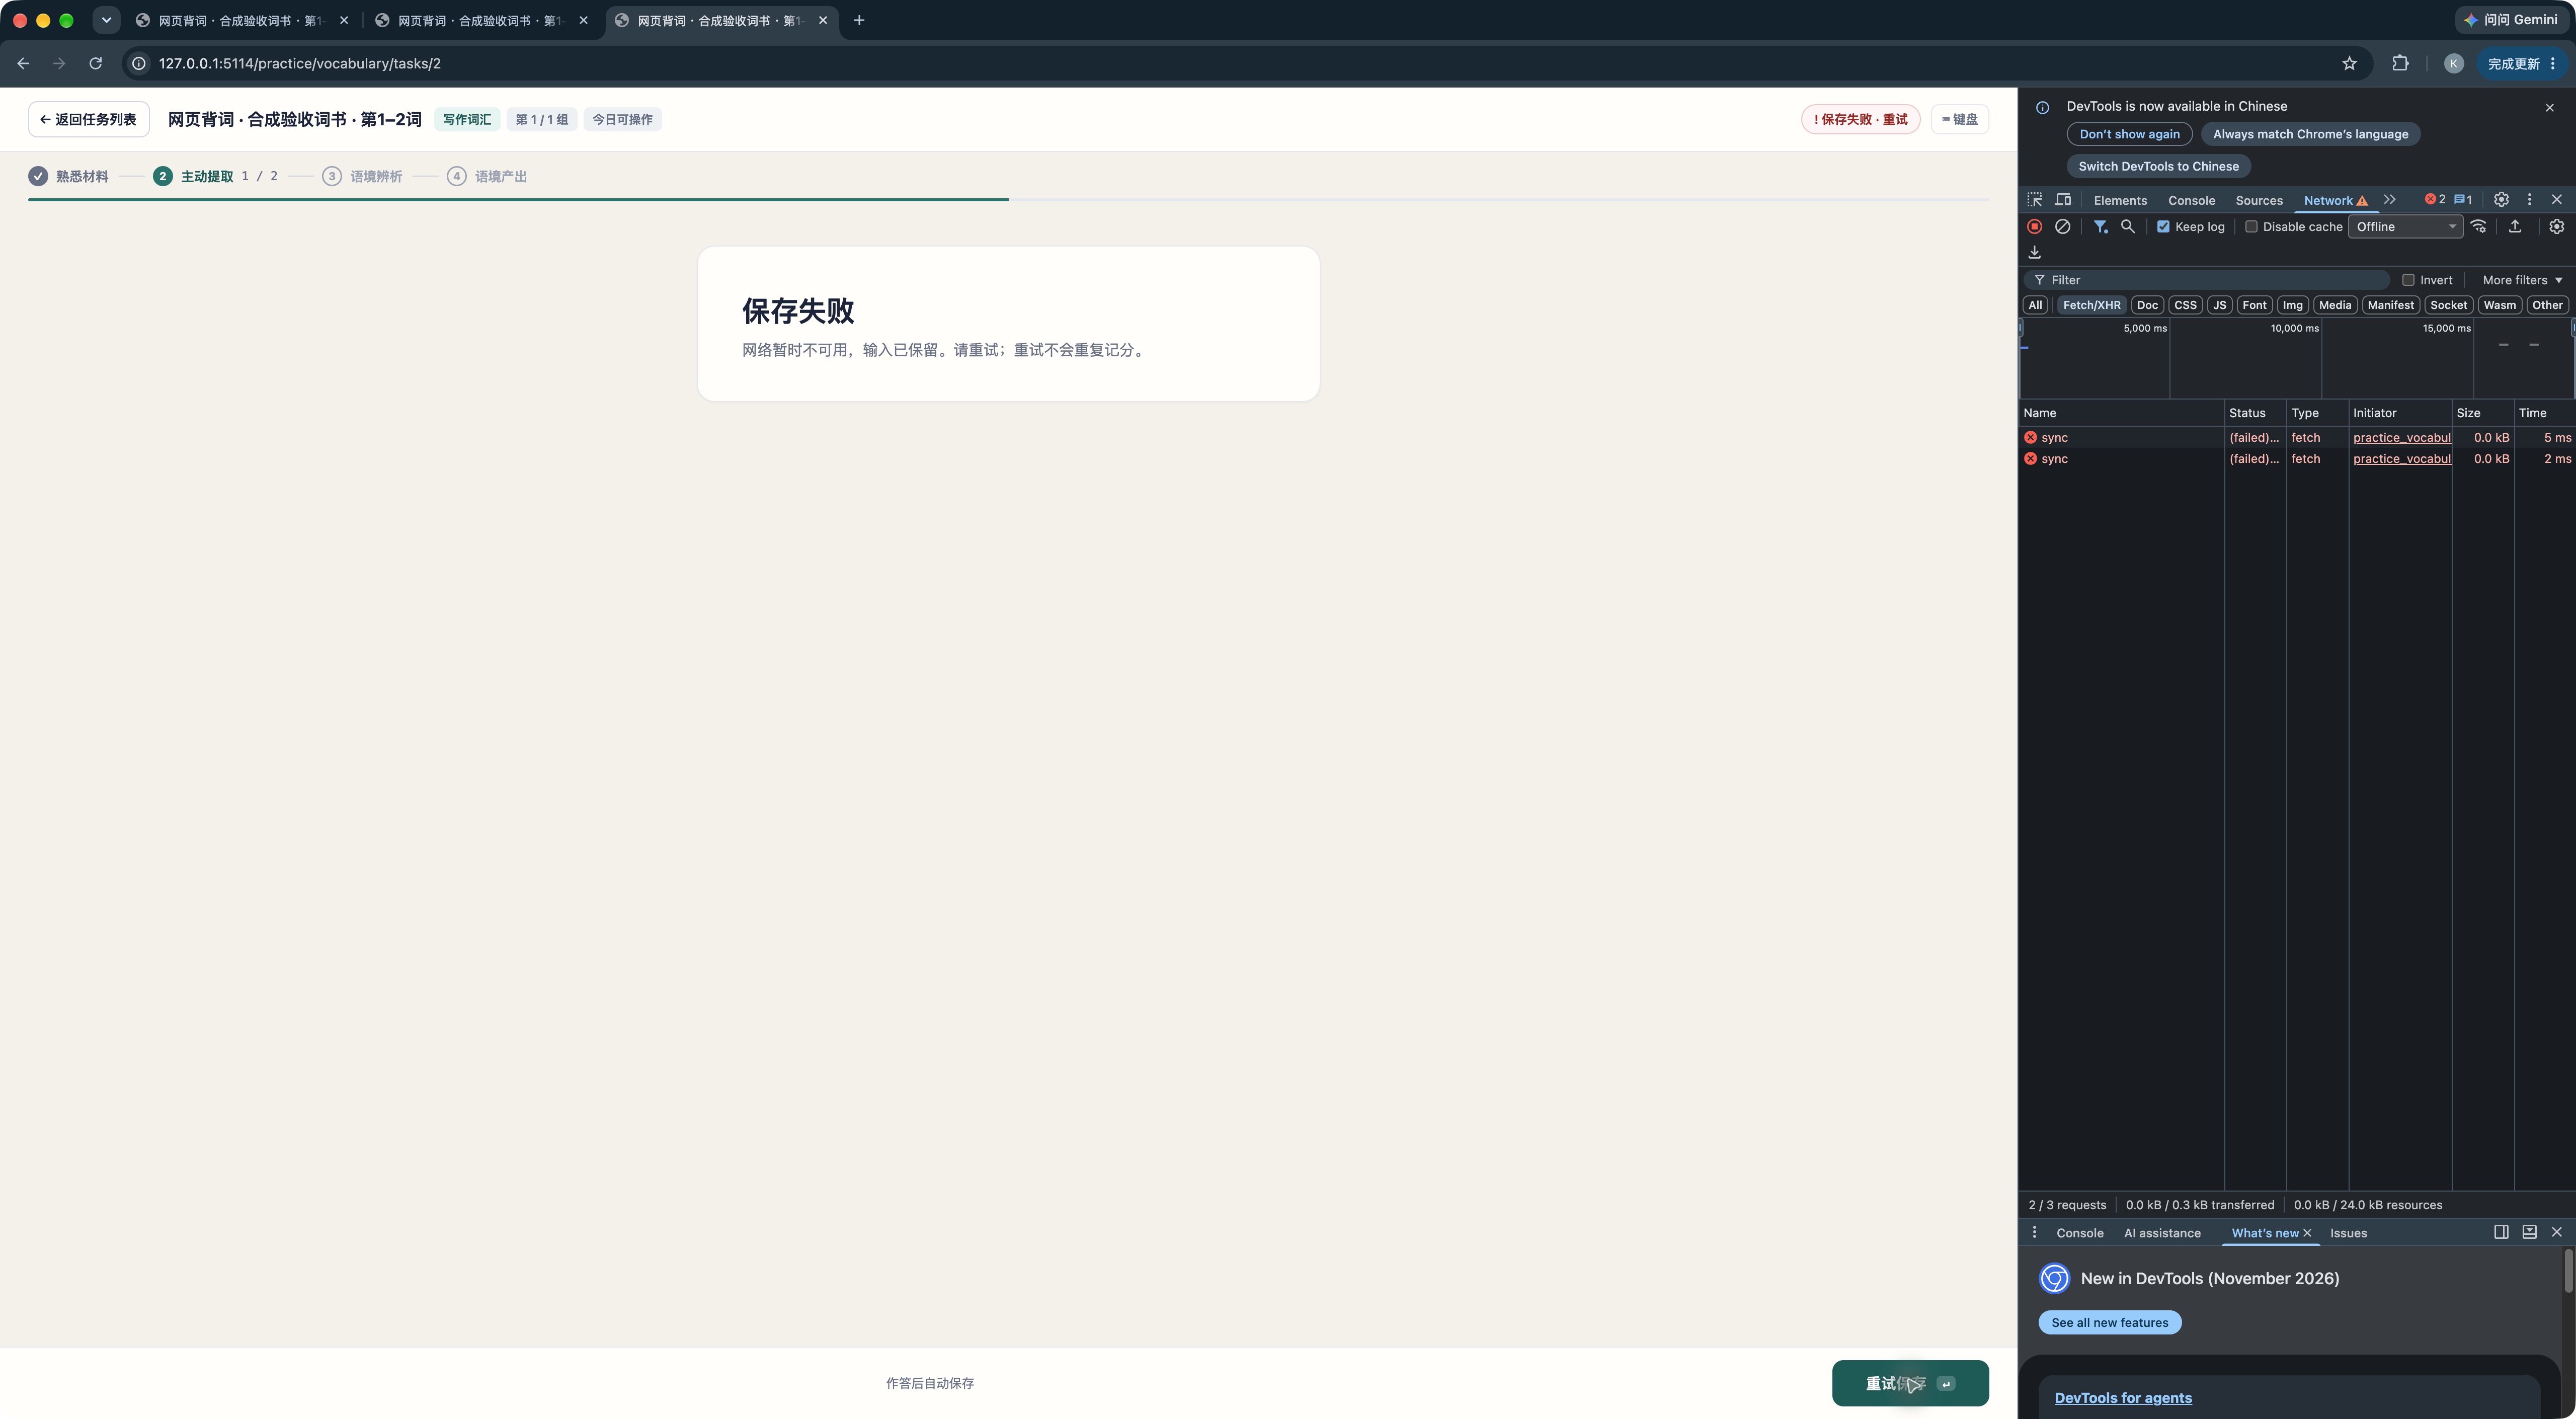 网页背词 · 合成验收词书 · 第1-
网页背词 · 合成验收词书 · 第1-
网页背词 · 合成验收词书 · 第1-
问问 Gemini
127.0.0.1:5114/practice/vocabulary/tasks/2
K
完成更新
← 返回任务列表
网页背词 · 合成验收词书 · 第1–2词
写作词汇
第 1 / 1 组
今日可操作
! 保存失败 · 重试
键盘
熟悉材料
2 主动提取 1 / 2
3 语境辨析
4 语境产出
保存失败
网络暂时不可用，输入已保留。请重试；重试不会重复记分。
作答后自动保存
重试保存
DevTools is now available in Chinese
Don't show again
Always match Chrome's language
Switch DevTools to Chinese
Elements Console Sources Network 2 1
Keep log Disable cache Offline
Filter Invert More filters
All Fetch/XHR Doc CSS JS Font Img Media Manifest Socket Wasm Other
5,000 ms 10,000 ms 15,000 ms
Name Status Type Initiator Size Time
sync (failed)... fetch practice_vocabul 0.0 kB 5 ms
sync (failed)... fetch practice_vocabul 0.0 kB 2 ms
2 / 3 requests 0.0 kB / 0.3 kB transferred 0.0 kB / 24.0 kB resources
Console AI assistance What's new Issues
New in DevTools (November 2026)
See all new features
DevTools for agents